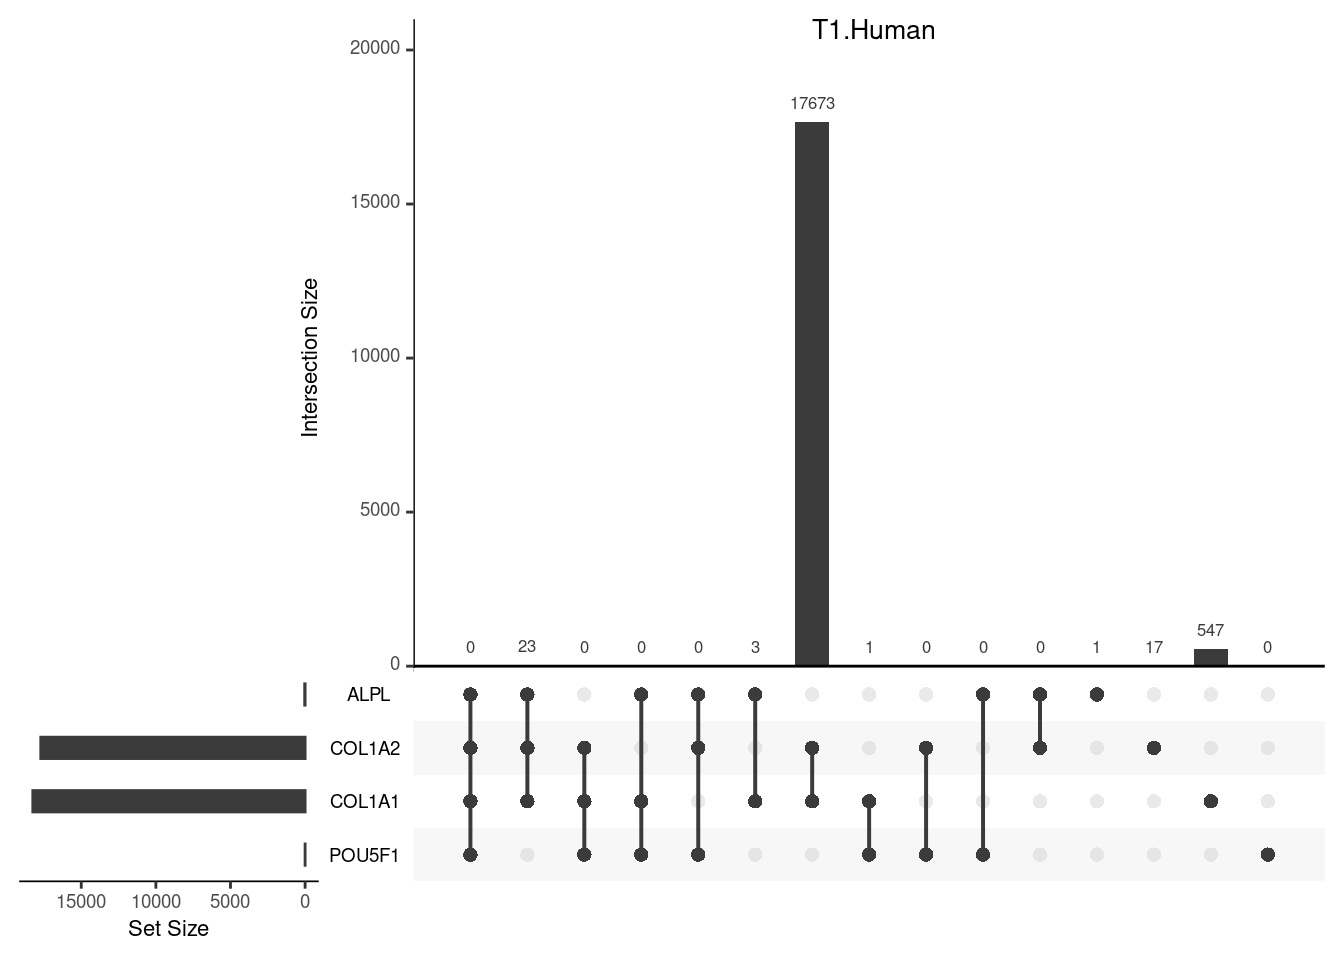 T1.Human
20000
17673
15000
Intersection Size
10000
5000
547
0 23 0 0 0 3 1 0 0 0 1 17 0
0
ALPL
COL1A2
COL1A1
POU5F1
15000 10000 5000 0
Set Size